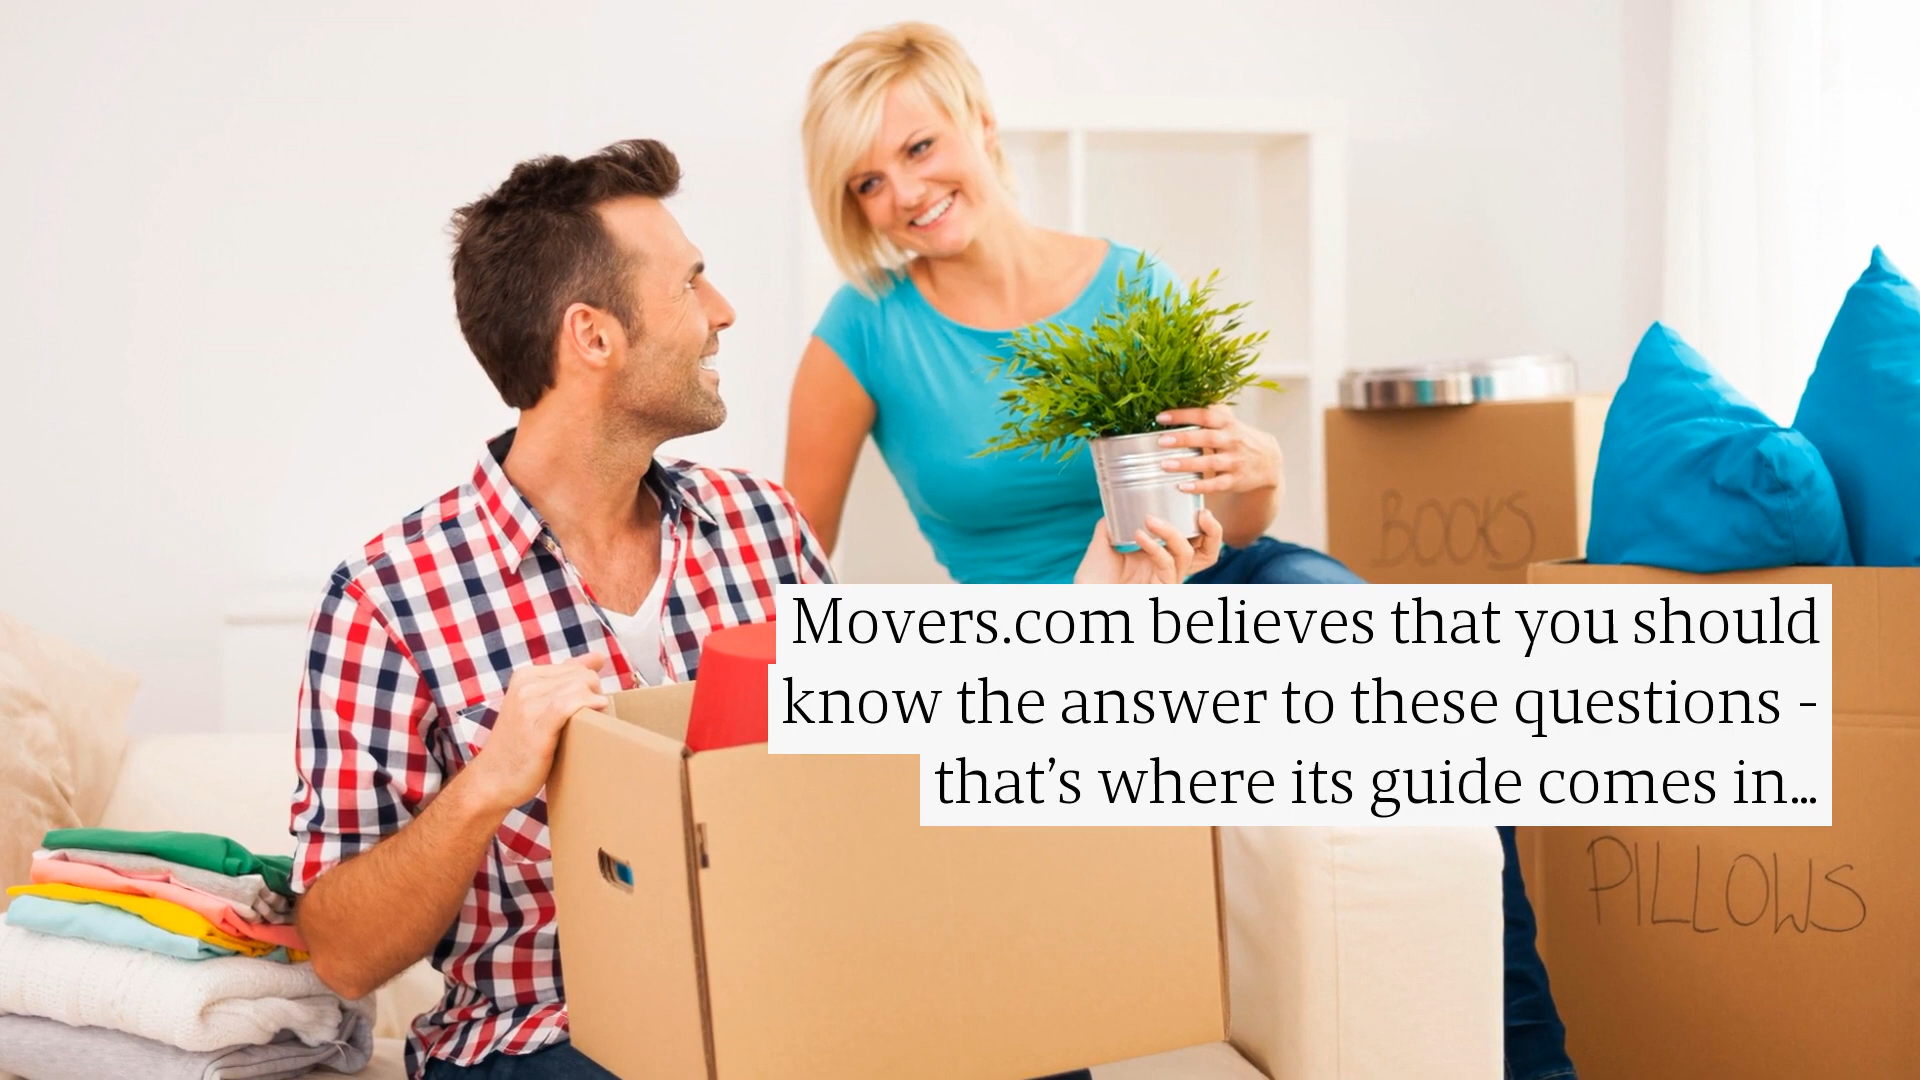 BOOKS
Movers.com believes that you should
know the answer to these questions -
that’s where its guide comes in...
PILLOWS